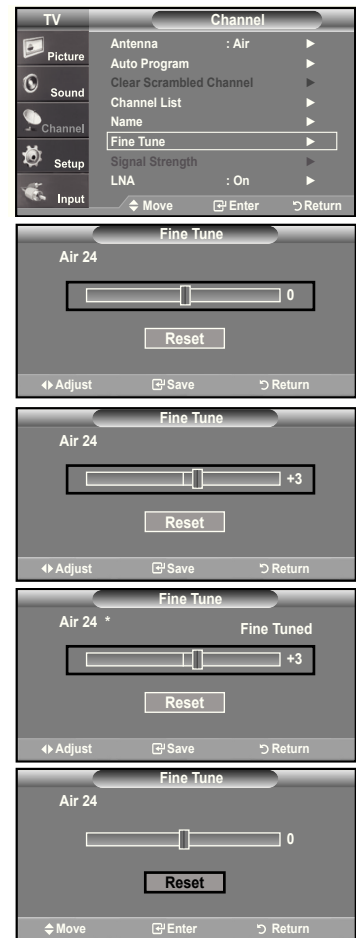 TV
Channel
Picture
Sound
Channel
Setup
Input
Antenna : Air
Auto Program
Clear Scrambled Channel
Channel List
Name
Fine Tune
Signal Strength
LNA : On
Move Enter Return
Fine Tune
Air 24
0
Reset
Adjust Save Return
Fine Tune
Air 24
+3
Reset
Adjust Save Return
Fine Tune
Air 24 *
Fine Tuned
+3
Reset
Adjust Save Return
Fine Tune
Air 24
0
Reset
Move Enter Return